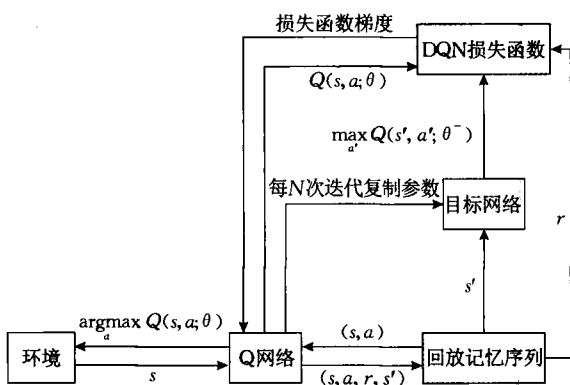 损失函数梯度
DQN损失函数
Q(s,a;θ)
max Q(s′, a′; θ⁻)
a′
每N次迭代复制参数
目标网络
r
s′
argmax Q(s,a;θ)
a
(s,a)
环境
Q网络
回放记忆序列
s
(s,a,r,s′)